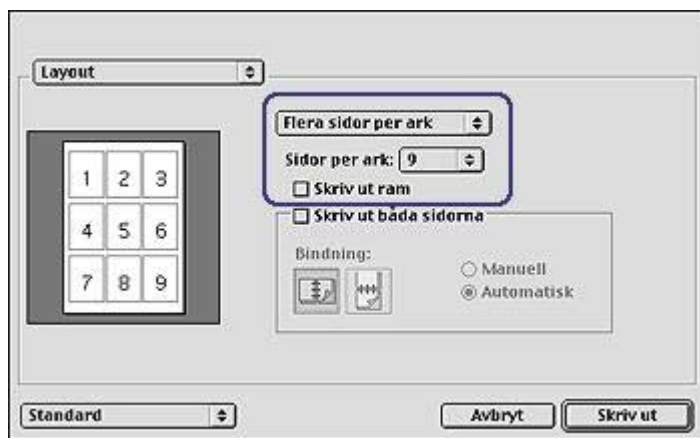 Layout
Flera sidor per ark
Sidor per ark: 9
Skriv ut ram
Skriv ut båda sidorna
1 2 3
4 5 6
7 8 9
Bindning:
Manuell
Automatisk
Standard
Avbryt
Skriv ut